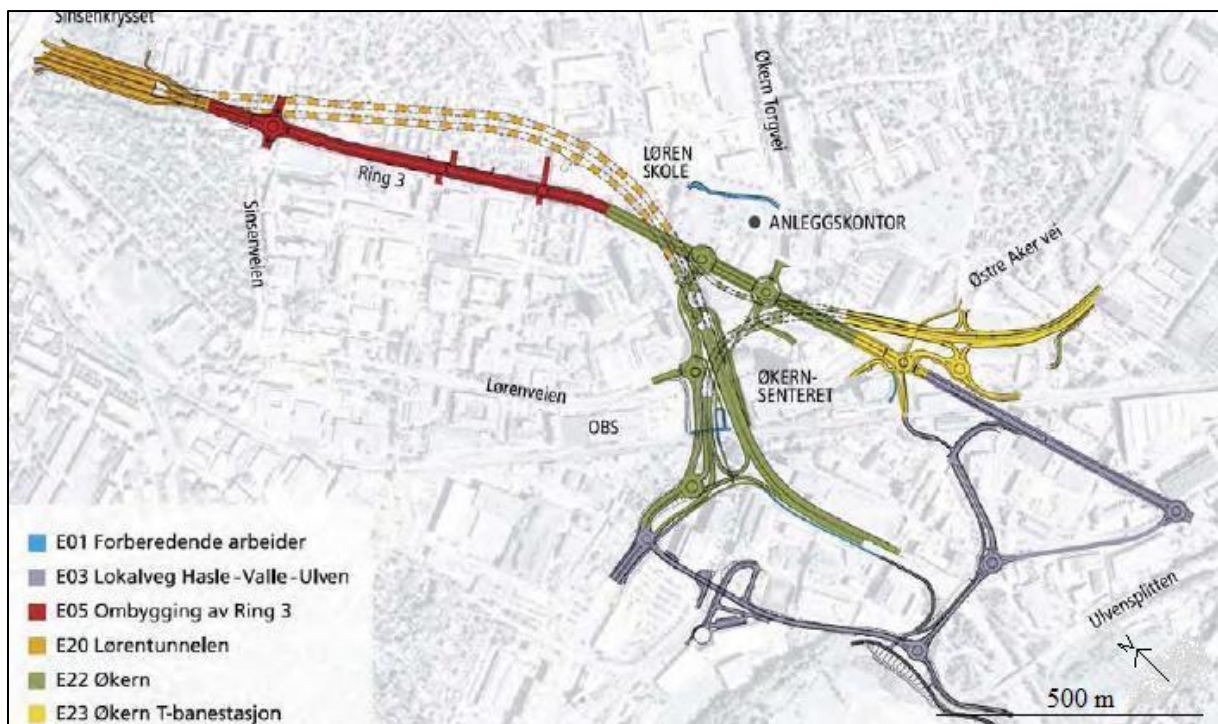 Sinsenkrysset
Økern Torgvei
LØREN
SKOLE
Ring 3
ANLEGGSKONTOR
Sinsenveien
Østre Aker vei
Lørenveien
ØKERN-
SENTERET
OBS
E01 Forberedende arbeider
E03 Lokalveg Hasle-Valle-Ulven
E05 Ombygging av Ring 3
E20 Lørentunnelen
E22 Økern
E23 Økern T-banestasjon
Ulvensplitten
N
500 m